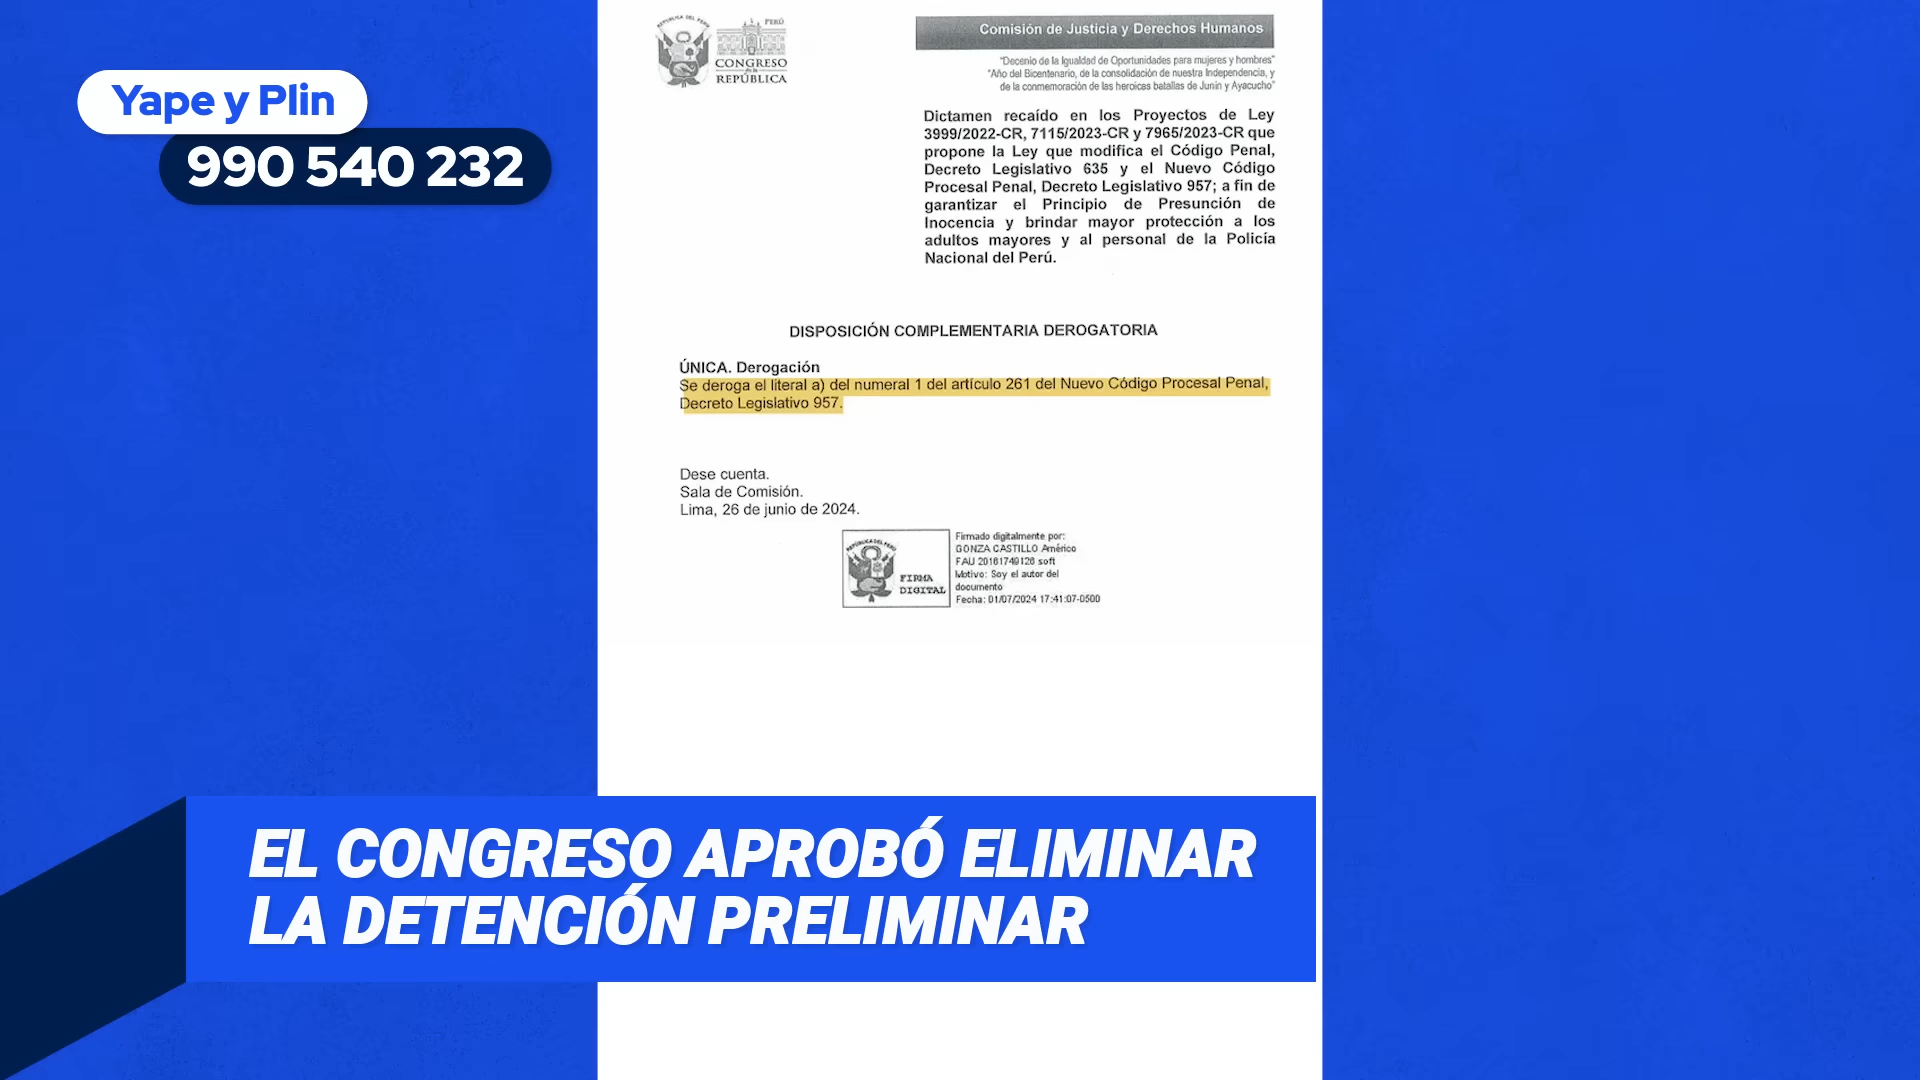 Yape y Plin
990 540 232
REPÚBLICA DEL PERÚ
PERÚ
CONGRESO
de la
REPÚBLICA
Comisión de Justicia y Derechos Humanos
"Decenio de la Igualdad de Oportunidades para mujeres y hombres"
"Año del Bicentenario, de la consolidación de nuestra Independencia, y
de la conmemoración de las heroicas batallas de Junín y Ayacucho"
Dictamen recaído en los Proyectos de Ley
3999/2022-CR, 7115/2023-CR y 7965/2023-CR que
propone la Ley que modifica el Código Penal,
Decreto Legislativo 635 y el Nuevo Código
Procesal Penal, Decreto Legislativo 957; a fin de
garantizar el Principio de Presunción de
Inocencia y brindar mayor protección a los
adultos mayores y al personal de la Policía
Nacional del Perú.
DISPOSICIÓN COMPLEMENTARIA DEROGATORIA
ÚNICA. Derogación
Se deroga el literal a) del numeral 1 del artículo 261 del Nuevo Código Procesal Penal,
Decreto Legislativo 957.
Dese cuenta.
Sala de Comisión.
Lima, 26 de junio de 2024.
REPÚBLICA DEL PERÚ
FIRMA
DIGITAL
Firmado digitalmente por:
GONZA CASTILLO Américo
FAU 20161749126 soft
Motivo: Soy el autor del
documento
Fecha: 01/07/2024 17:41:07-0500
EL CONGRESO APROBÓ ELIMINAR
LA DETENCIÓN PRELIMINAR